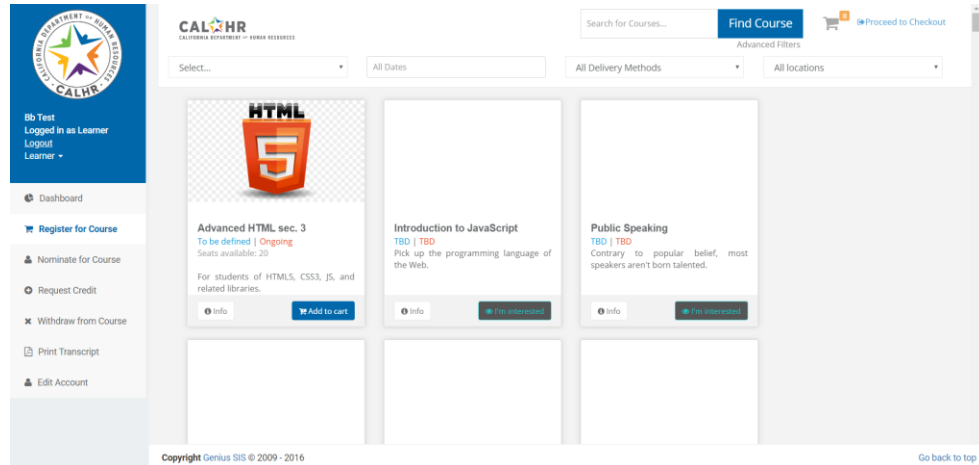 DEPARTMENT OF HUMAN RESOURCES
CALIFORNIA
CALHR
Bb Test
Logged in as Learner
Logout
Learner
Dashboard
Register for Course
Nominate for Course
Request Credit
Withdraw from Course
Print Transcript
Edit Account
CALHR
CALIFORNIA DEPARTMENT OF HUMAN RESOURCES
Search for Courses...
Find Course
0
Proceed to Checkout
Advanced Filters
Select...
All Dates
All Delivery Methods
All locations
HTML
5
Advanced HTML sec. 3
To be defined | Ongoing
Seats available: 20
For students of HTML5, CSS3, JS, and
related libraries.
Info
Add to cart
Introduction to JavaScript
TBD | TBD
Pick up the programming language of
the Web.
Info
I'm interested
Public Speaking
TBD | TBD
Contrary to popular belief, most
speakers aren't born talented.
Info
I'm interested
Copyright Genius SIS © 2009 - 2016
Go back to top